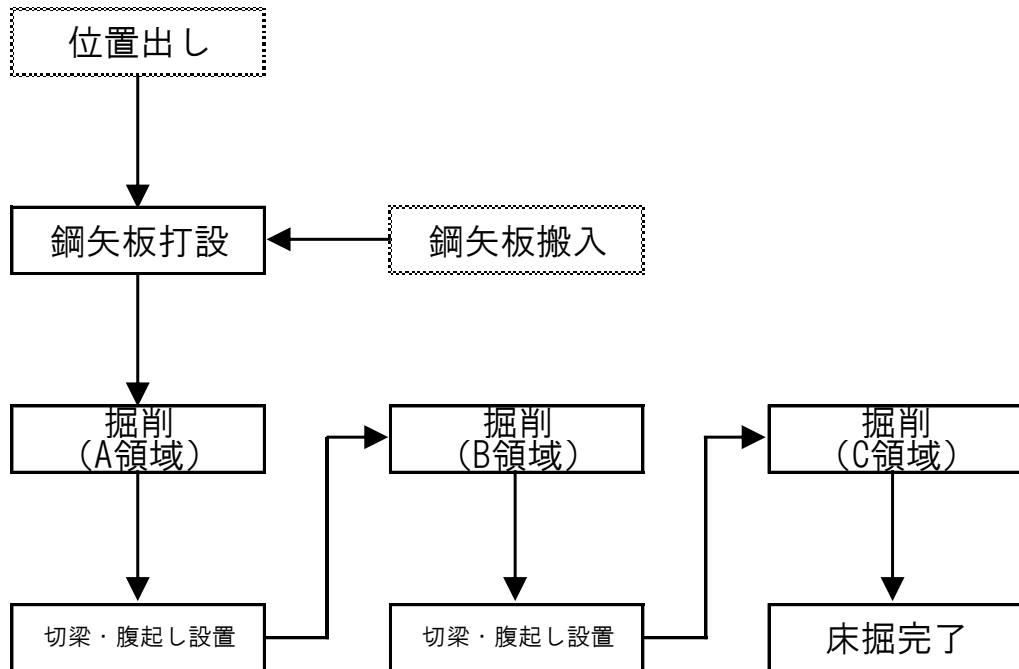 位置出し
鋼矢板打設
鋼矢板搬入
掘削
(A領域)
掘削
(B領域)
掘削
(C領域)
切梁・腹起し設置
切梁・腹起し設置
床掘完了